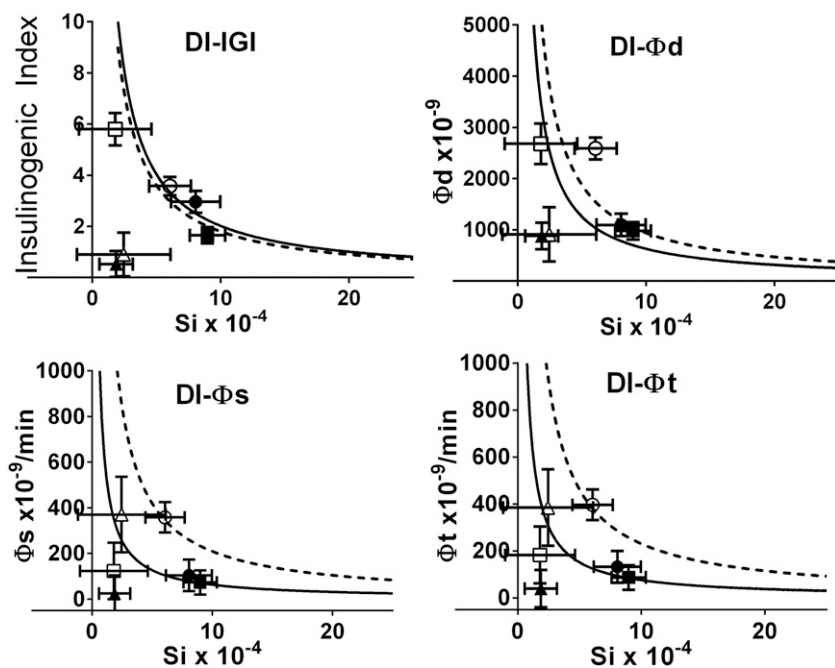 DI-IGI
Insulinogenic Index
10
8
6
4
2
0
10
20
Si x 10⁻⁴
DI-Φd
Φd x10⁻⁹
5000
4000
3000
2000
1000
0
0
10
20
Si x 10⁻⁴
DI-Φs
Φs x10⁻⁹/min
1000
800
600
400
200
0
0
10
20
Si x 10⁻⁴
DI-Φt
Φt x10⁻⁹/min
1000
800
600
400
200
0
0
10
20
Si x 10⁻⁴